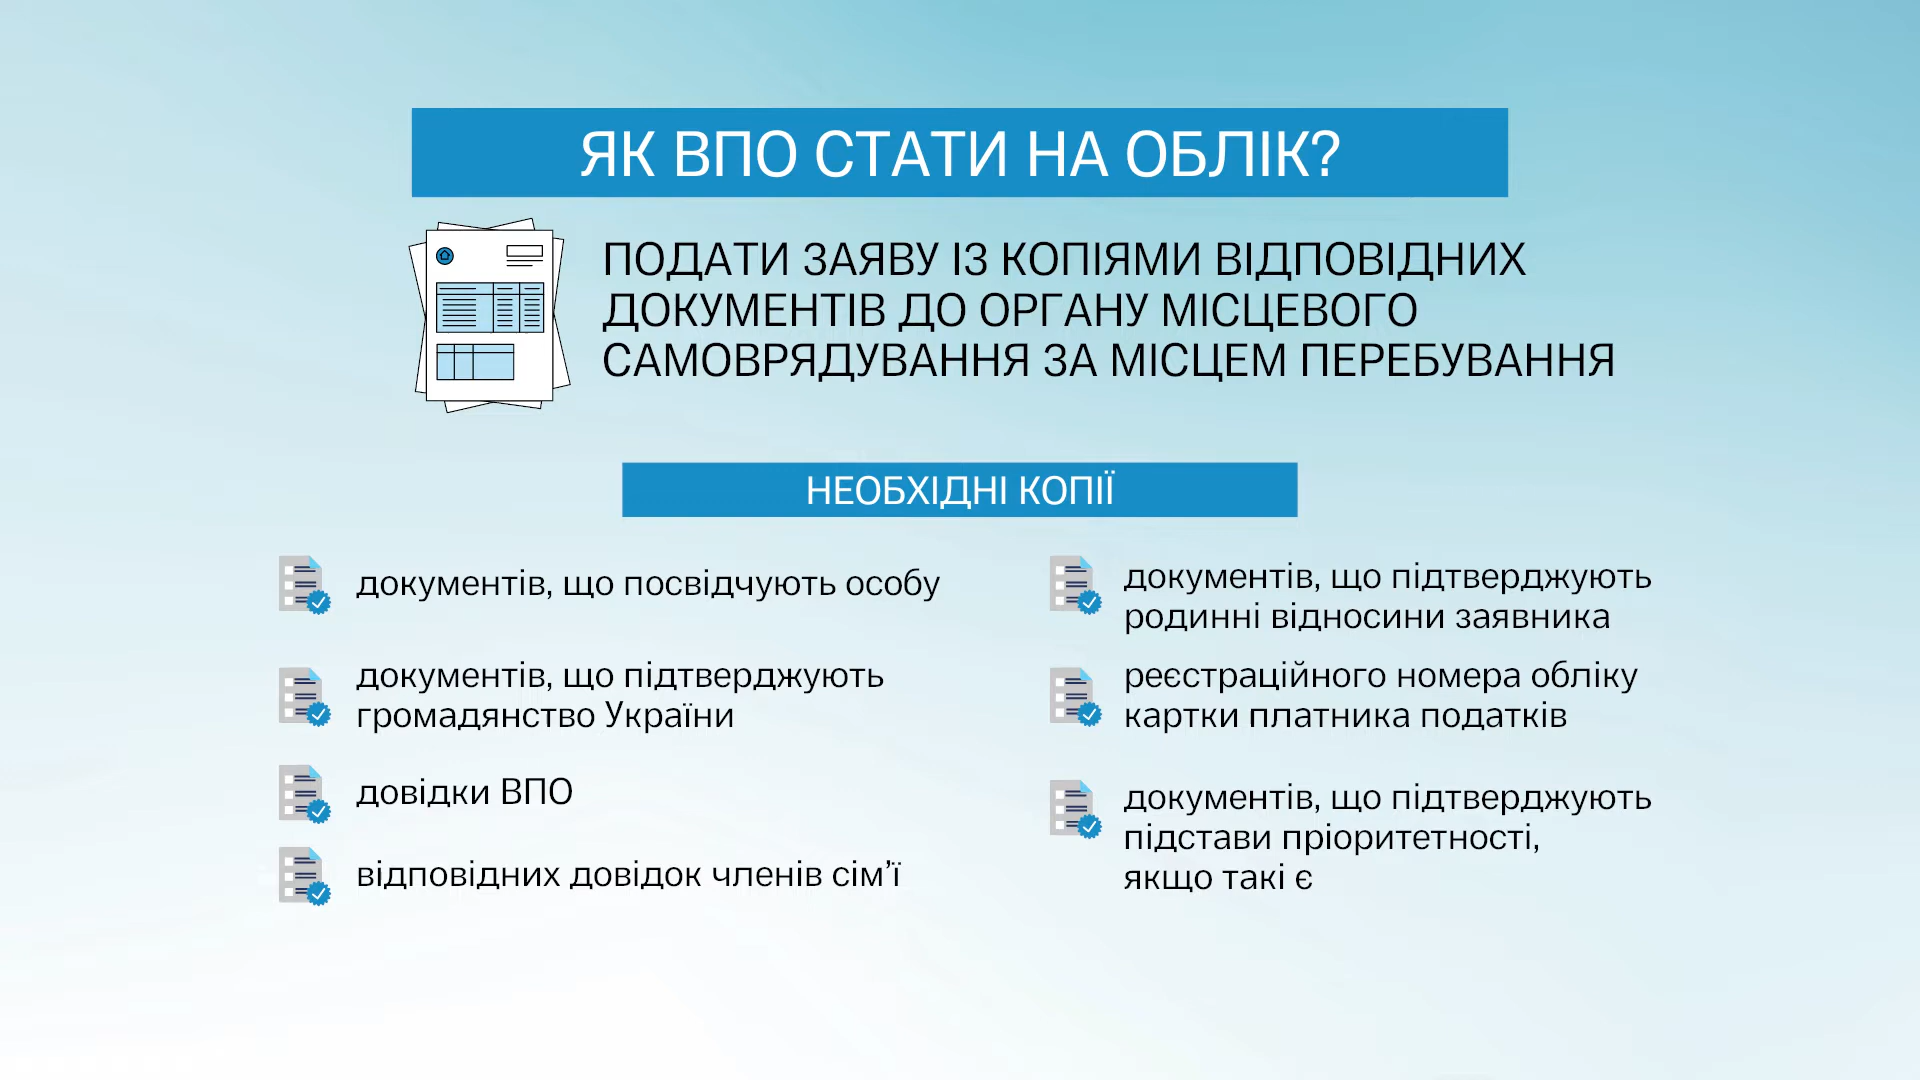 ЯК ВПО СТАТИ НА ОБЛІК?
ПОДАТИ ЗАЯВУ ІЗ КОПІЯМИ ВІДПОВІДНИХ
ДОКУМЕНТІВ ДО ОРГАНУ МІСЦЕВОГО
САМОВРЯДУВАННЯ ЗА МІСЦЕМ ПЕРЕБУВАННЯ
НЕОБХІДНІ КОПІЇ
документів, що посвідчують особу
документів, що підтверджують
громадянство України
довідки ВПО
відповідних довідок членів сім’ї
документів, що підтверджують
родинні відносини заявника
реєстраційного номера обліку
картки платника податків
документів, що підтверджують
підстави пріоритетності,
якщо такі є